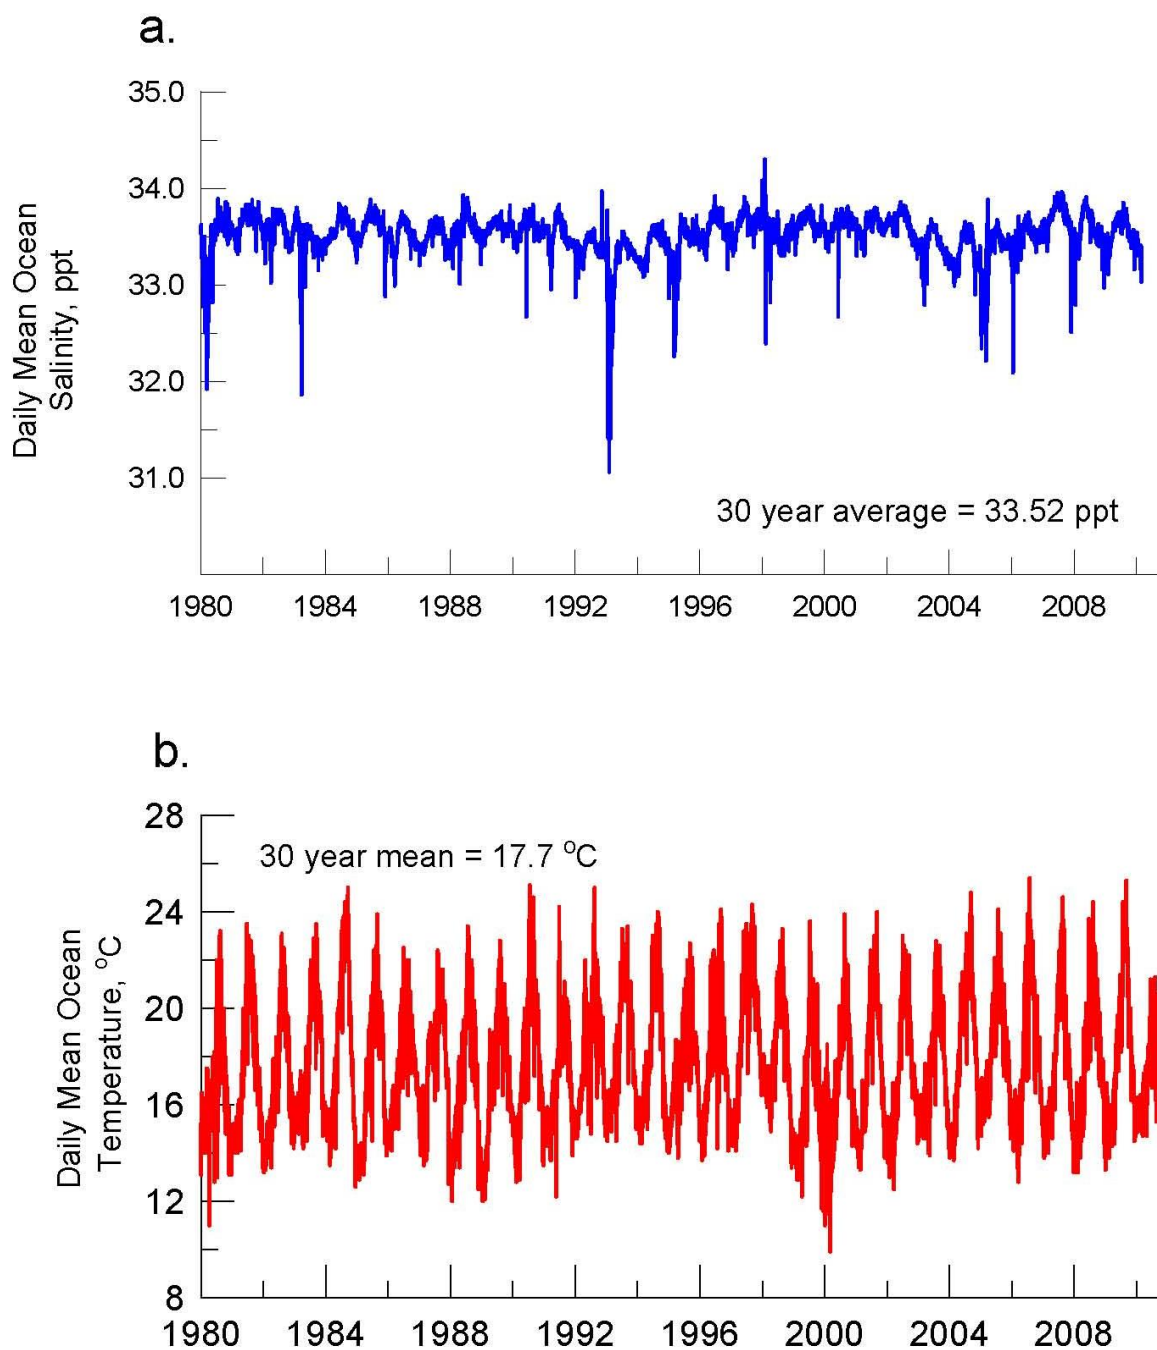 a.
35.0
34.0
33.0
32.0
31.0
Daily Mean Ocean
Salinity, ppt
30 year average = 33.52 ppt
1980 1984 1988 1992 1996 2000 2004 2008
b.
28
24
20
16
12
8
Daily Mean Ocean
Temperature, °C
30 year mean = 17.7 °C
1980 1984 1988 1992 1996 2000 2004 2008